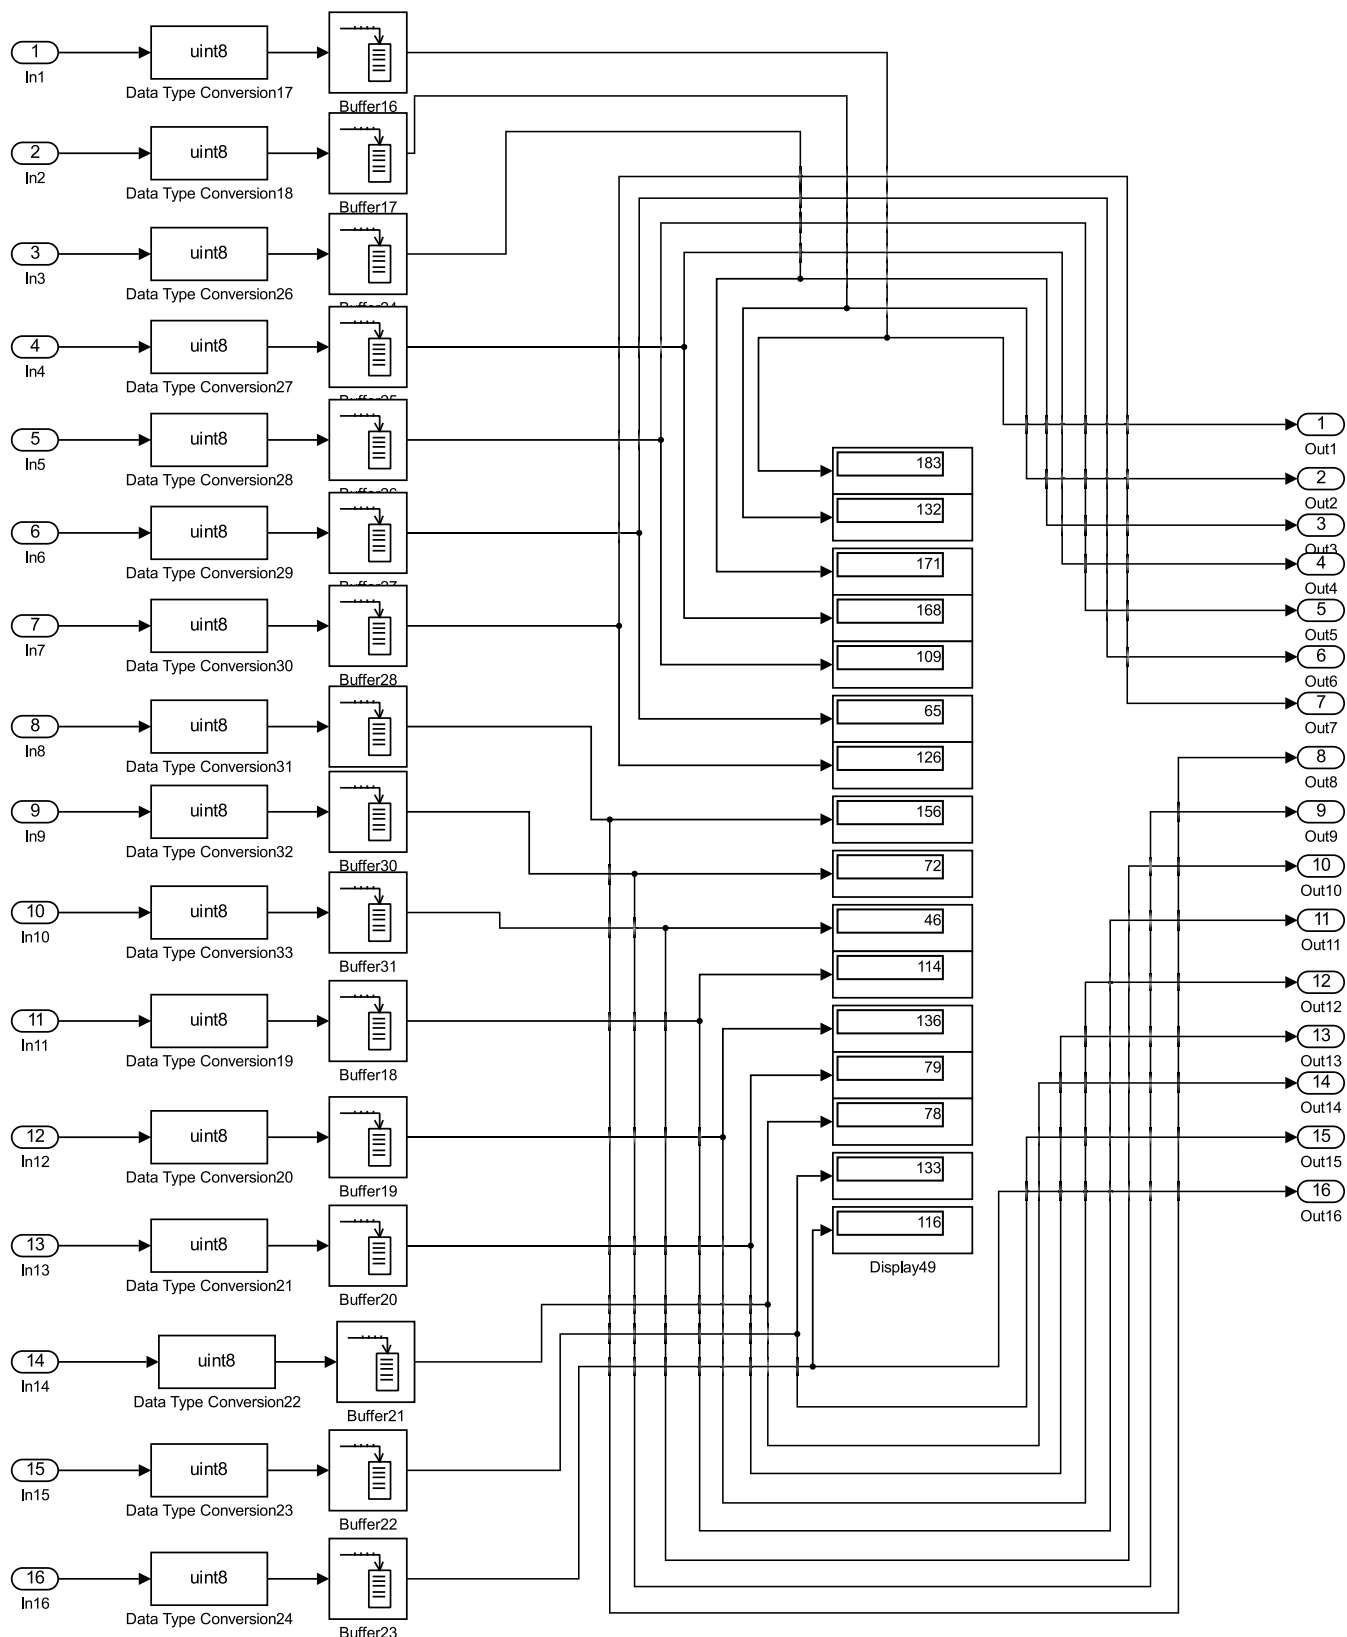 1
uint8
In1
Data Type Conversion17
Buffer16
2
uint8
In2
Data Type Conversion18
Buffer17
3
uint8
In3
Data Type Conversion26
Buffer24
4
uint8
In4
Data Type Conversion27
Buffer25
5
uint8
In5
Data Type Conversion28
Buffer26
6
uint8
In6
Data Type Conversion29
Buffer27
7
uint8
In7
Data Type Conversion30
Buffer28
8
uint8
In8
Data Type Conversion31
9
uint8
In9
Data Type Conversion32
Buffer30
10
uint8
In10
Data Type Conversion33
Buffer31
11
uint8
In11
Data Type Conversion19
Buffer18
12
uint8
In12
Data Type Conversion20
Buffer19
13
uint8
In13
Data Type Conversion21
Buffer20
14
uint8
In14
Data Type Conversion22
Buffer21
15
uint8
In15
Data Type Conversion23
Buffer22
16
uint8
In16
Data Type Conversion24
Buffer23
183
132
171
168
109
65
126
156
72
46
114
136
79
78
133
116
Display49
1
Out1
2
Out2
3
Out3
4
Out4
5
Out5
6
Out6
7
Out7
8
Out8
9
Out9
10
Out10
11
Out11
12
Out12
13
Out13
14
Out14
15
Out15
16
Out16